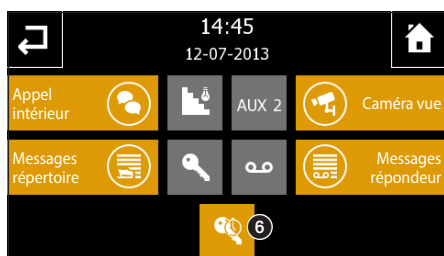 14:45
12-07-2013
Appel
intérieur
AUX 2
Caméra vue
Messages
répertoire
Messages
répondeur
6